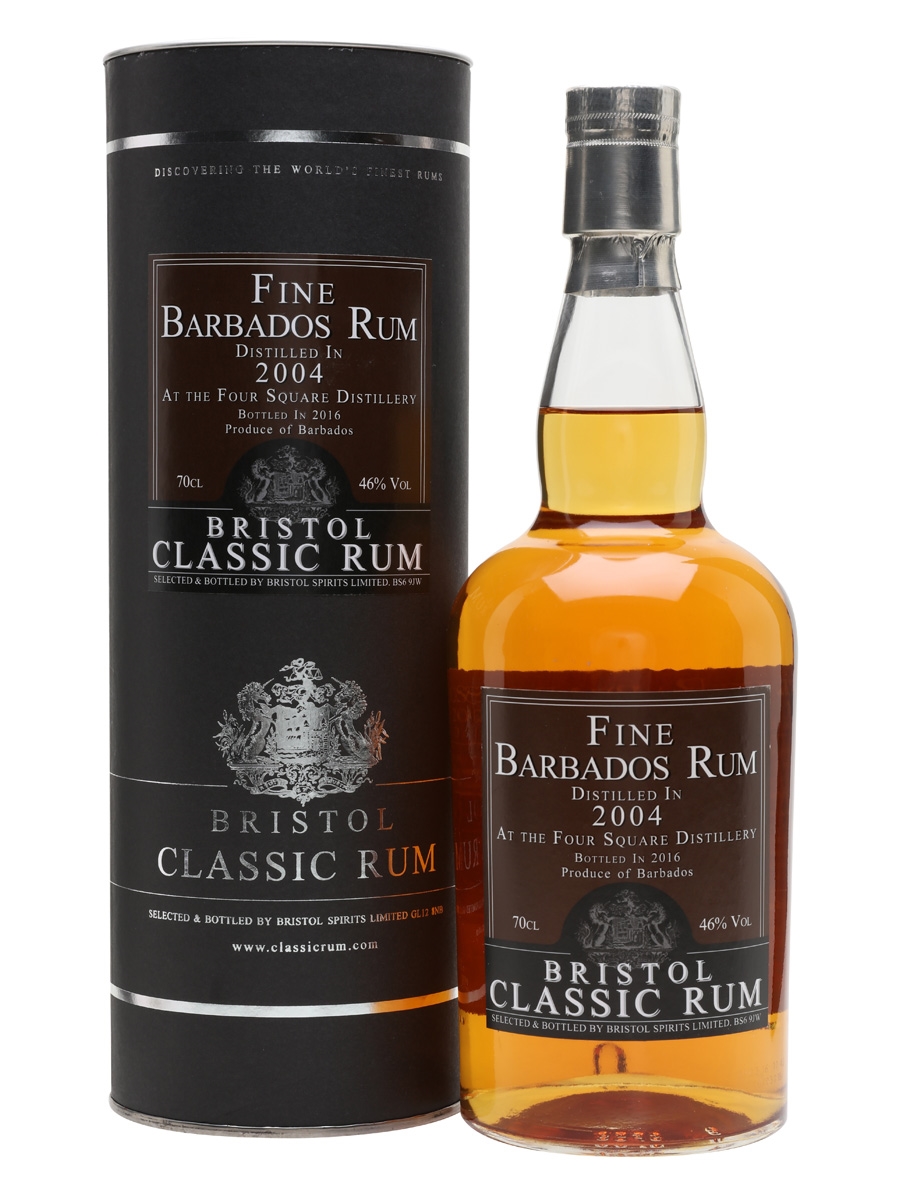 DISCOVERING THE WORLD'S FINEST RUMS
FINE
BARBADOS RUM
DISTILLED IN
2004
AT THE FOUR SQUARE DISTILLERY
BOTTLED IN 2016
Produce of Barbados
70CL 46% VOL
BRISTOL
CLASSIC RUM
SELECTED & BOTTLED BY BRISTOL SPIRITS LIMITED. BS6 9JW
BRISTOL
CLASSIC RUM
SELECTED & BOTTLED BY BRISTOL SPIRITS LIMITED GL12
www.classicrum.com
FINE
BARBADOS RUM
DISTILLED IN
2004
AT THE FOUR SQUARE DISTILLERY
BOTTLED IN 2016
Produce of Barbados
70CL 46% VOL
BRISTOL
CLASSIC RUM
SELECTED & BOTTLED BY BRISTOL SPIRITS LIMITED. BS6 9JW